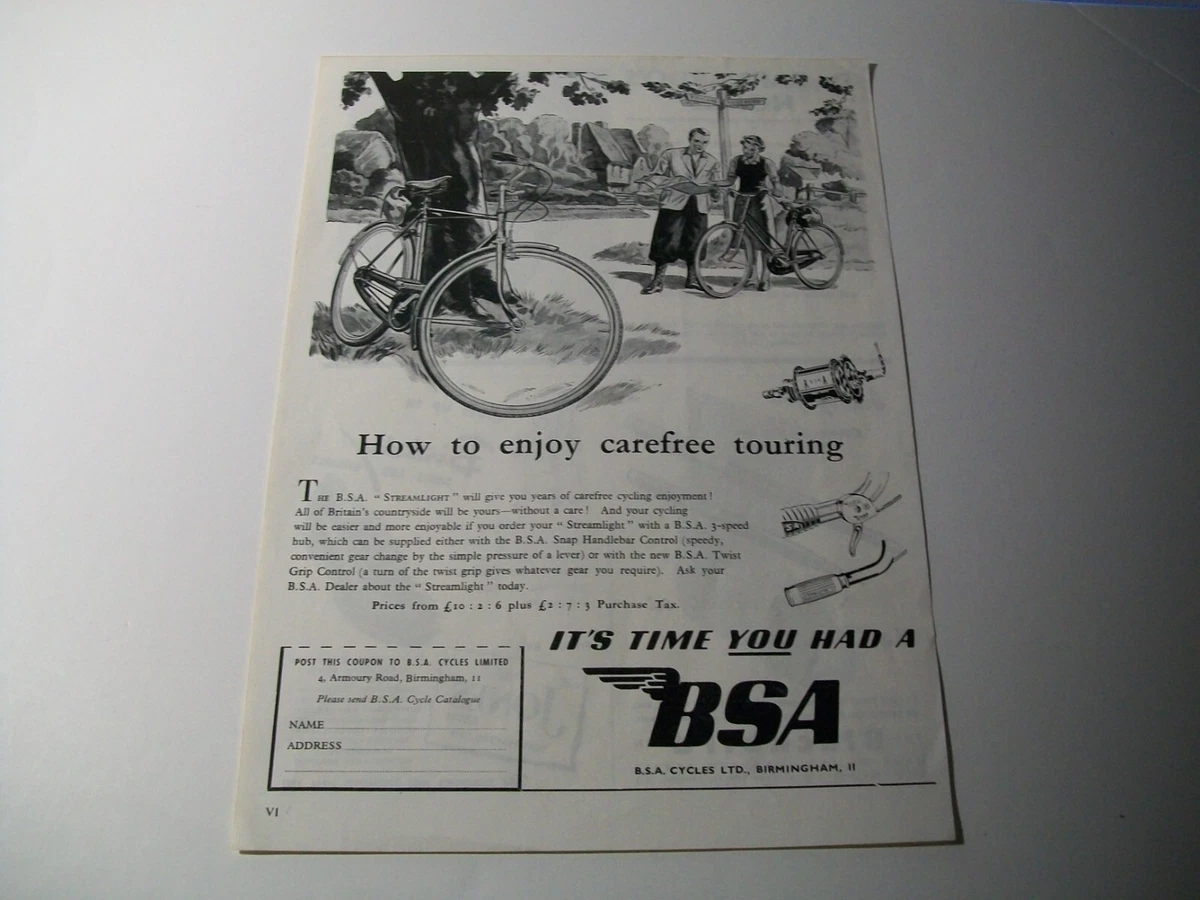 How to enjoy carefree touring
THE B.S.A. “STREAMLIGHT” will give you years of carefree cycling enjoyment!
All of Britain's countryside will be yours—without a care! And your cycling
will be easier and more enjoyable if you order your “Streamlight” with a B.S.A. 3-speed
hub, which can be supplied either with the B.S.A. Snap Handlebar Control (speedy,
convenient gear change by the simple pressure of a lever) or with the new B.S.A. Twist
Grip Control (a turn of the twist grip gives whatever gear you require). Ask your
B.S.A. Dealer about the “Streamlight” today.
Prices from £10 : 2 : 6 plus £2 : 7 : 3 Purchase Tax.
POST THIS COUPON TO B.S.A. CYCLES LIMITED
4, Armoury Road, Birmingham, 11
Please send B.S.A. Cycle Catalogue
NAME
ADDRESS
IT'S TIME YOU HAD A
BSA
B.S.A. CYCLES LTD., BIRMINGHAM, 11
VI